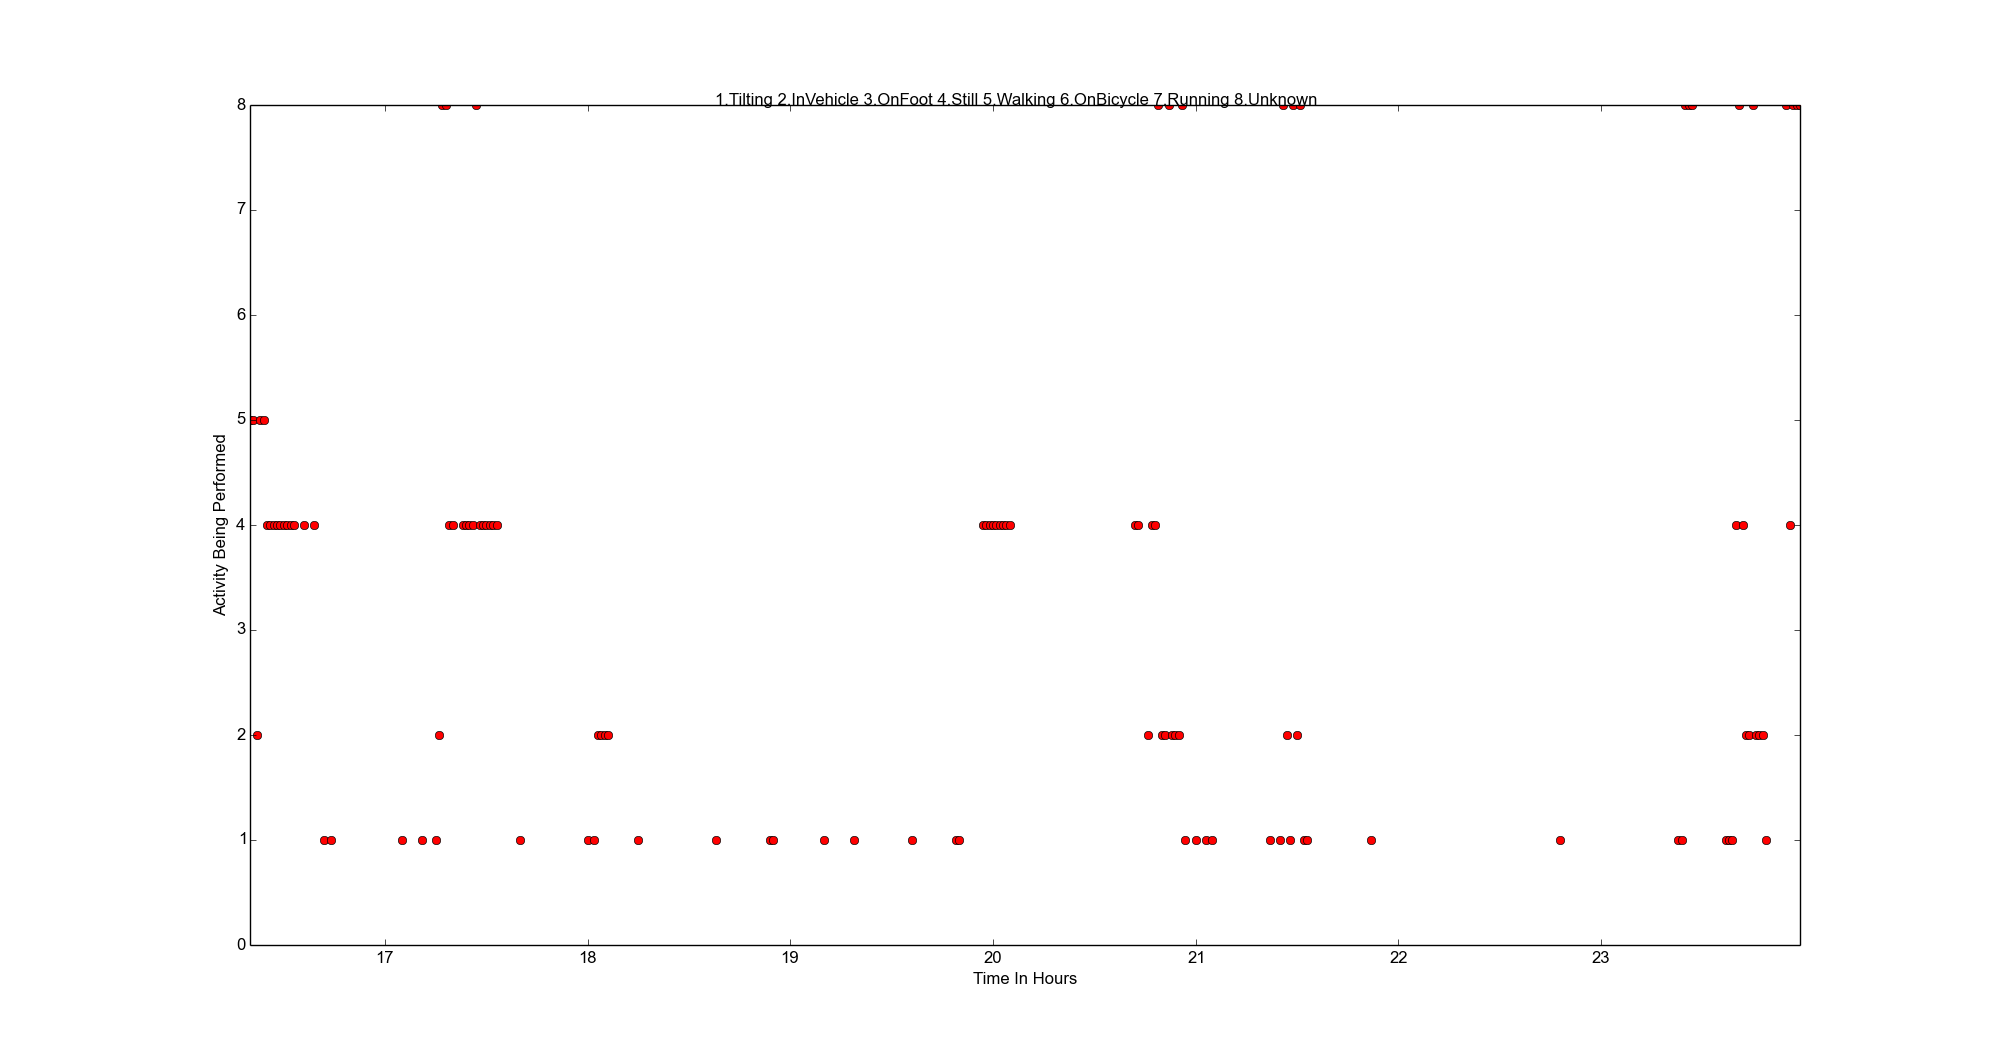 1.Tilting 2.InVehicle 3.OnFoot 4.Still 5.Walking 6.OnBicycle 7.Running 8.Unknown
8
7
6
5
4
3
2
1
0
Activity Being Performed
17 18 19 20 21 22 23
Time In Hours